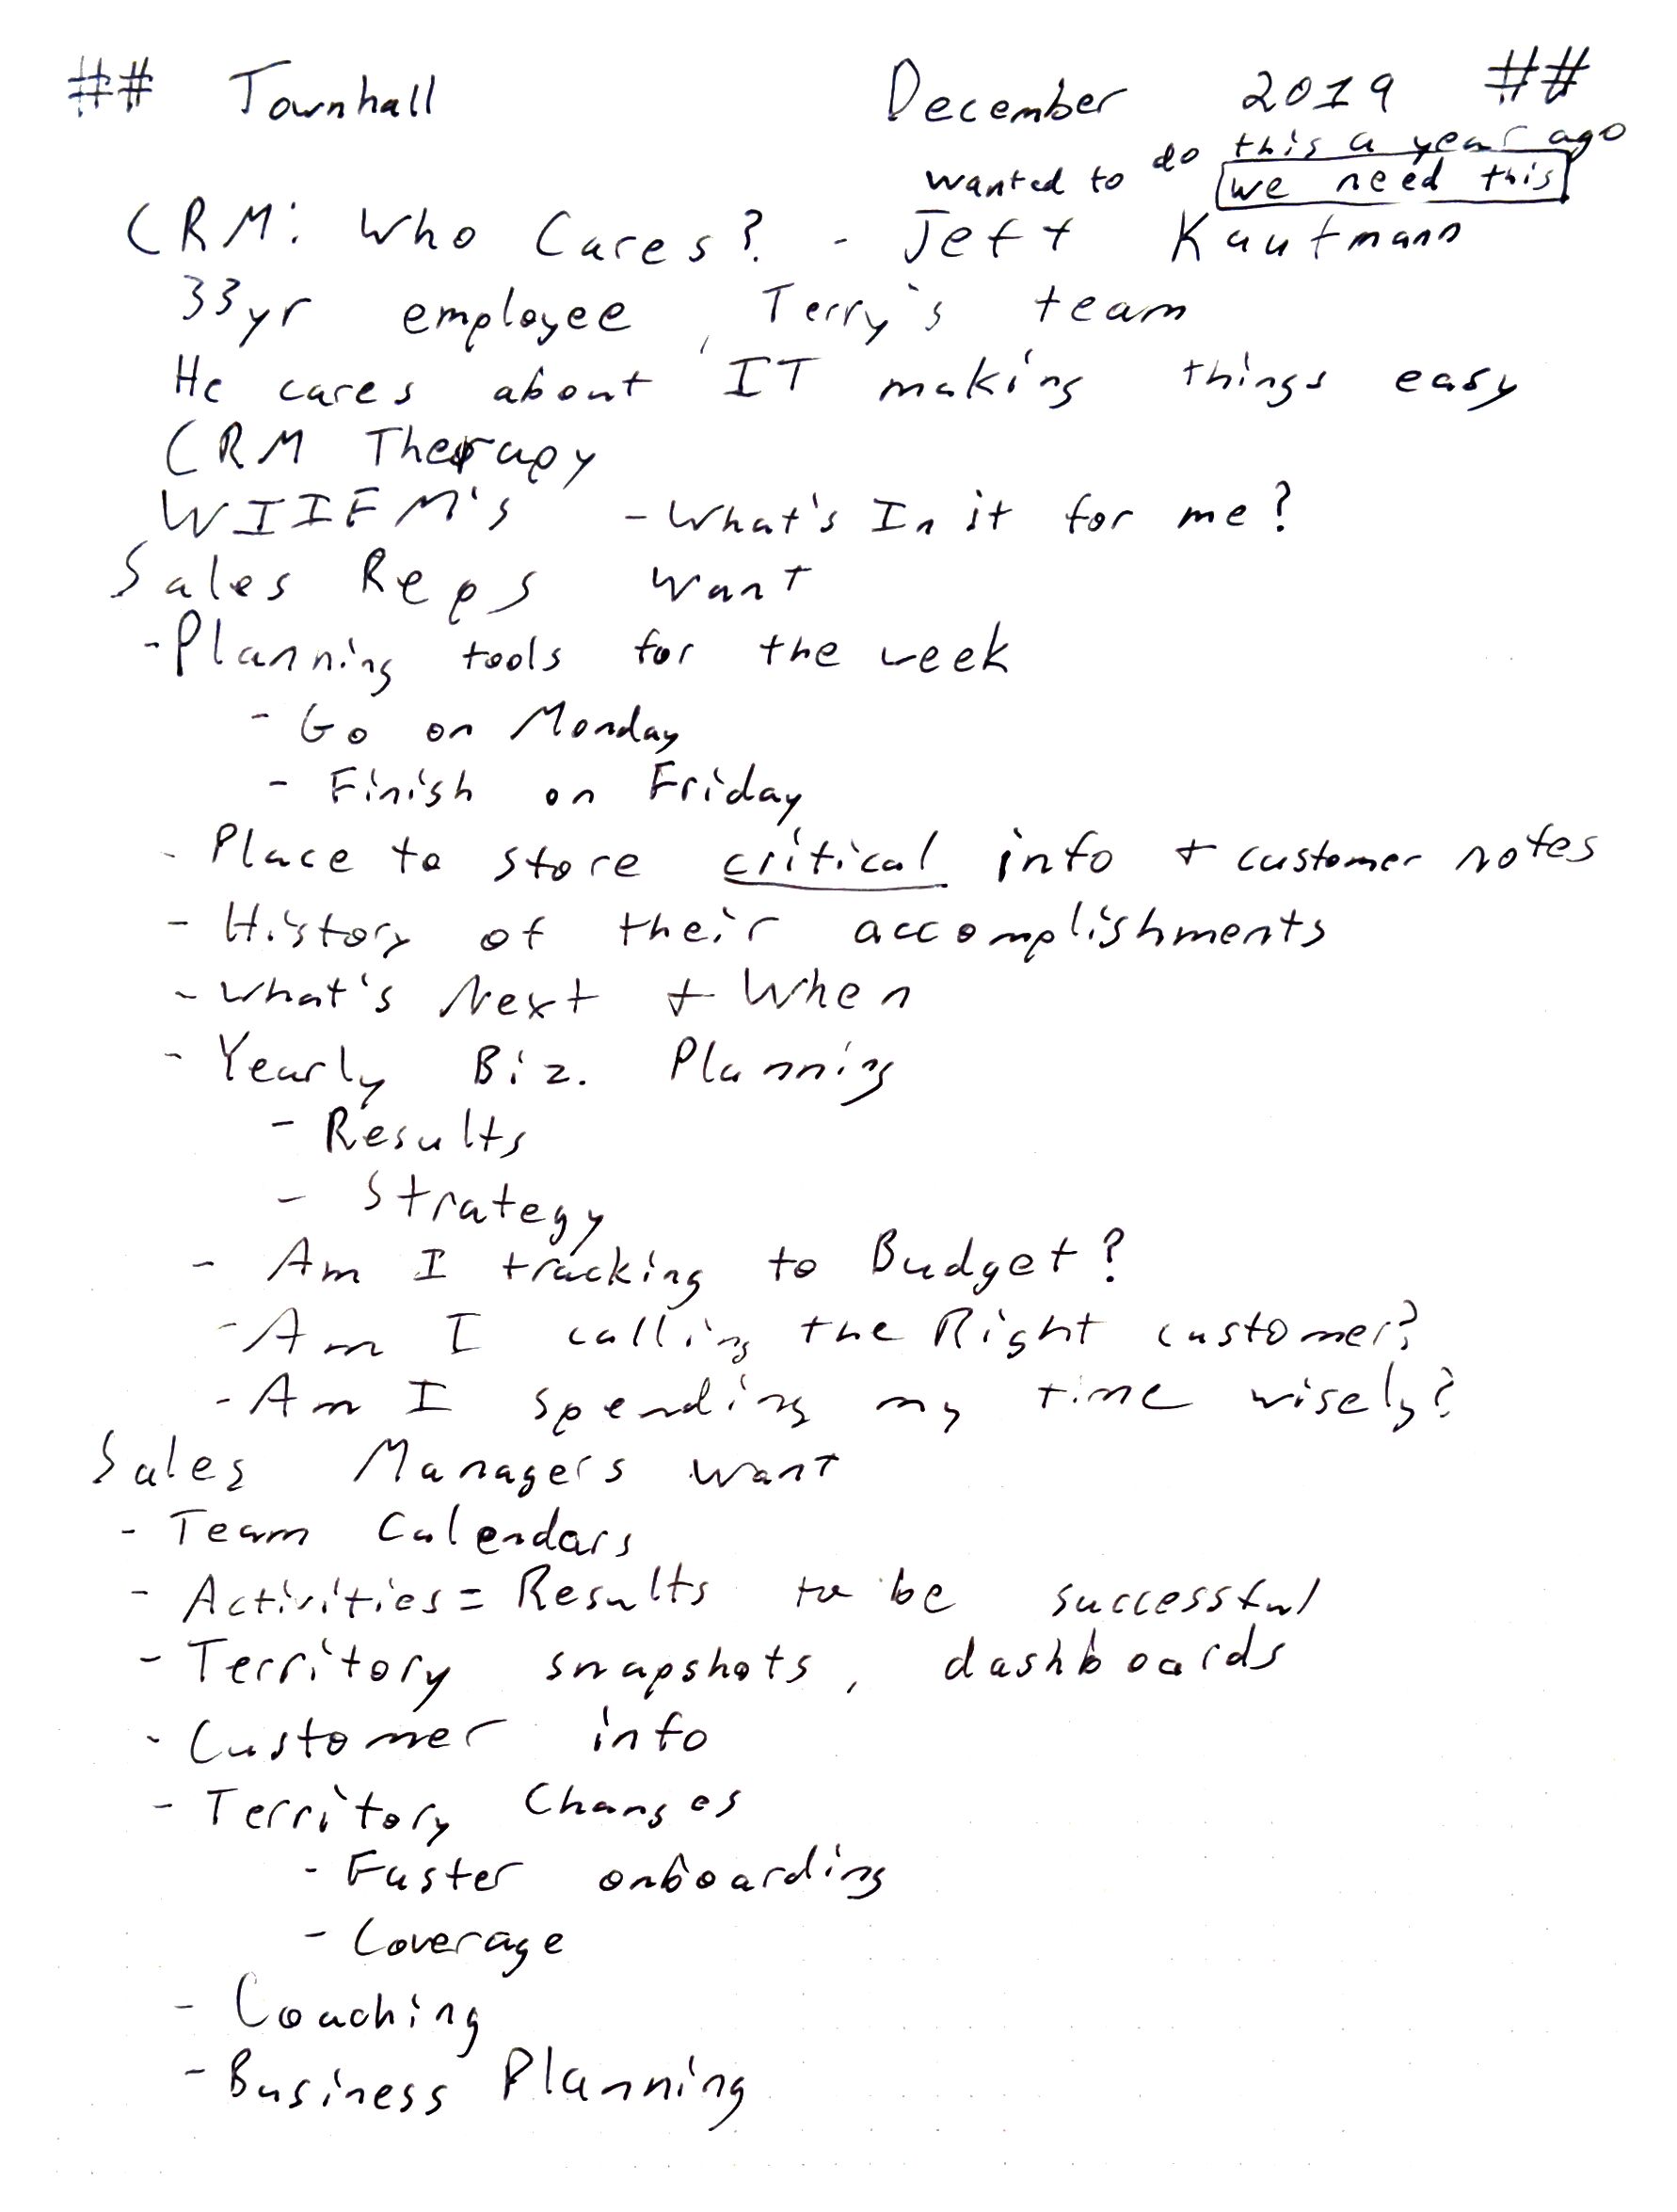 ## Townhall December 2019 ##
wanted to do this a year ago
we need this
CRM: Who Cares? - Jeff Kaufmann
33yr employee, Terry's team
He cares about IT making things easy
CRM Therapy
WIIFM's - What's In it for me?
Sales Reps want
- Planning tools for the week
- Go on Monday
- Finish on Friday
- Place to store critical info + customer notes
- History of their accomplishments
- What's Next + When
- Yearly Biz. Planning
- Results
- Strategy
- Am I tracking to Budget?
- Am I calling the Right customer?
- Am I spending my time wisely?
Sales Managers want
- Team Calendars
- Activities = Results to be successful
- Territory snapshots, dashboards
- Customer info
- Territory Changes
- Faster onboarding
- Coverage
- Coaching
- Business Planning